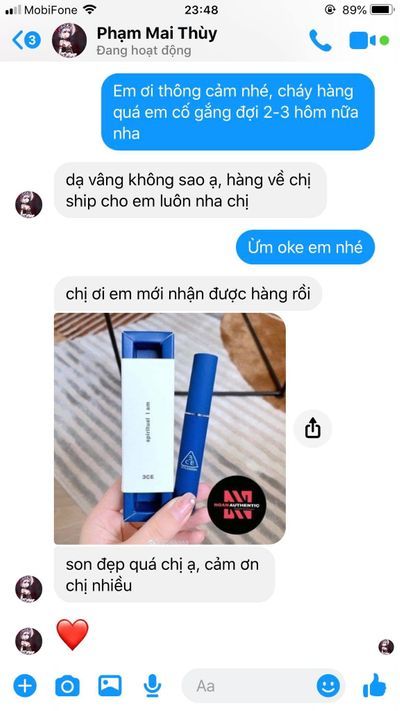 MobiFone
23:48
89%
3
Phạm Mai Thùy
Đang hoạt động
Em ơi thông cảm nhé, cháy hàng
quá em cố gắng đợi 2-3 hôm nữa
nha
dạ vâng không sao ạ, hàng về chị
ship cho em luôn nha chị
Ừm oke em nhé
chị ơi em mới nhận được hàng rồi
spiritual I am
3CE
3CE
NGANAUTHENTIC
son đẹp quá chị ạ, cảm ơn
chị nhiều
Aa